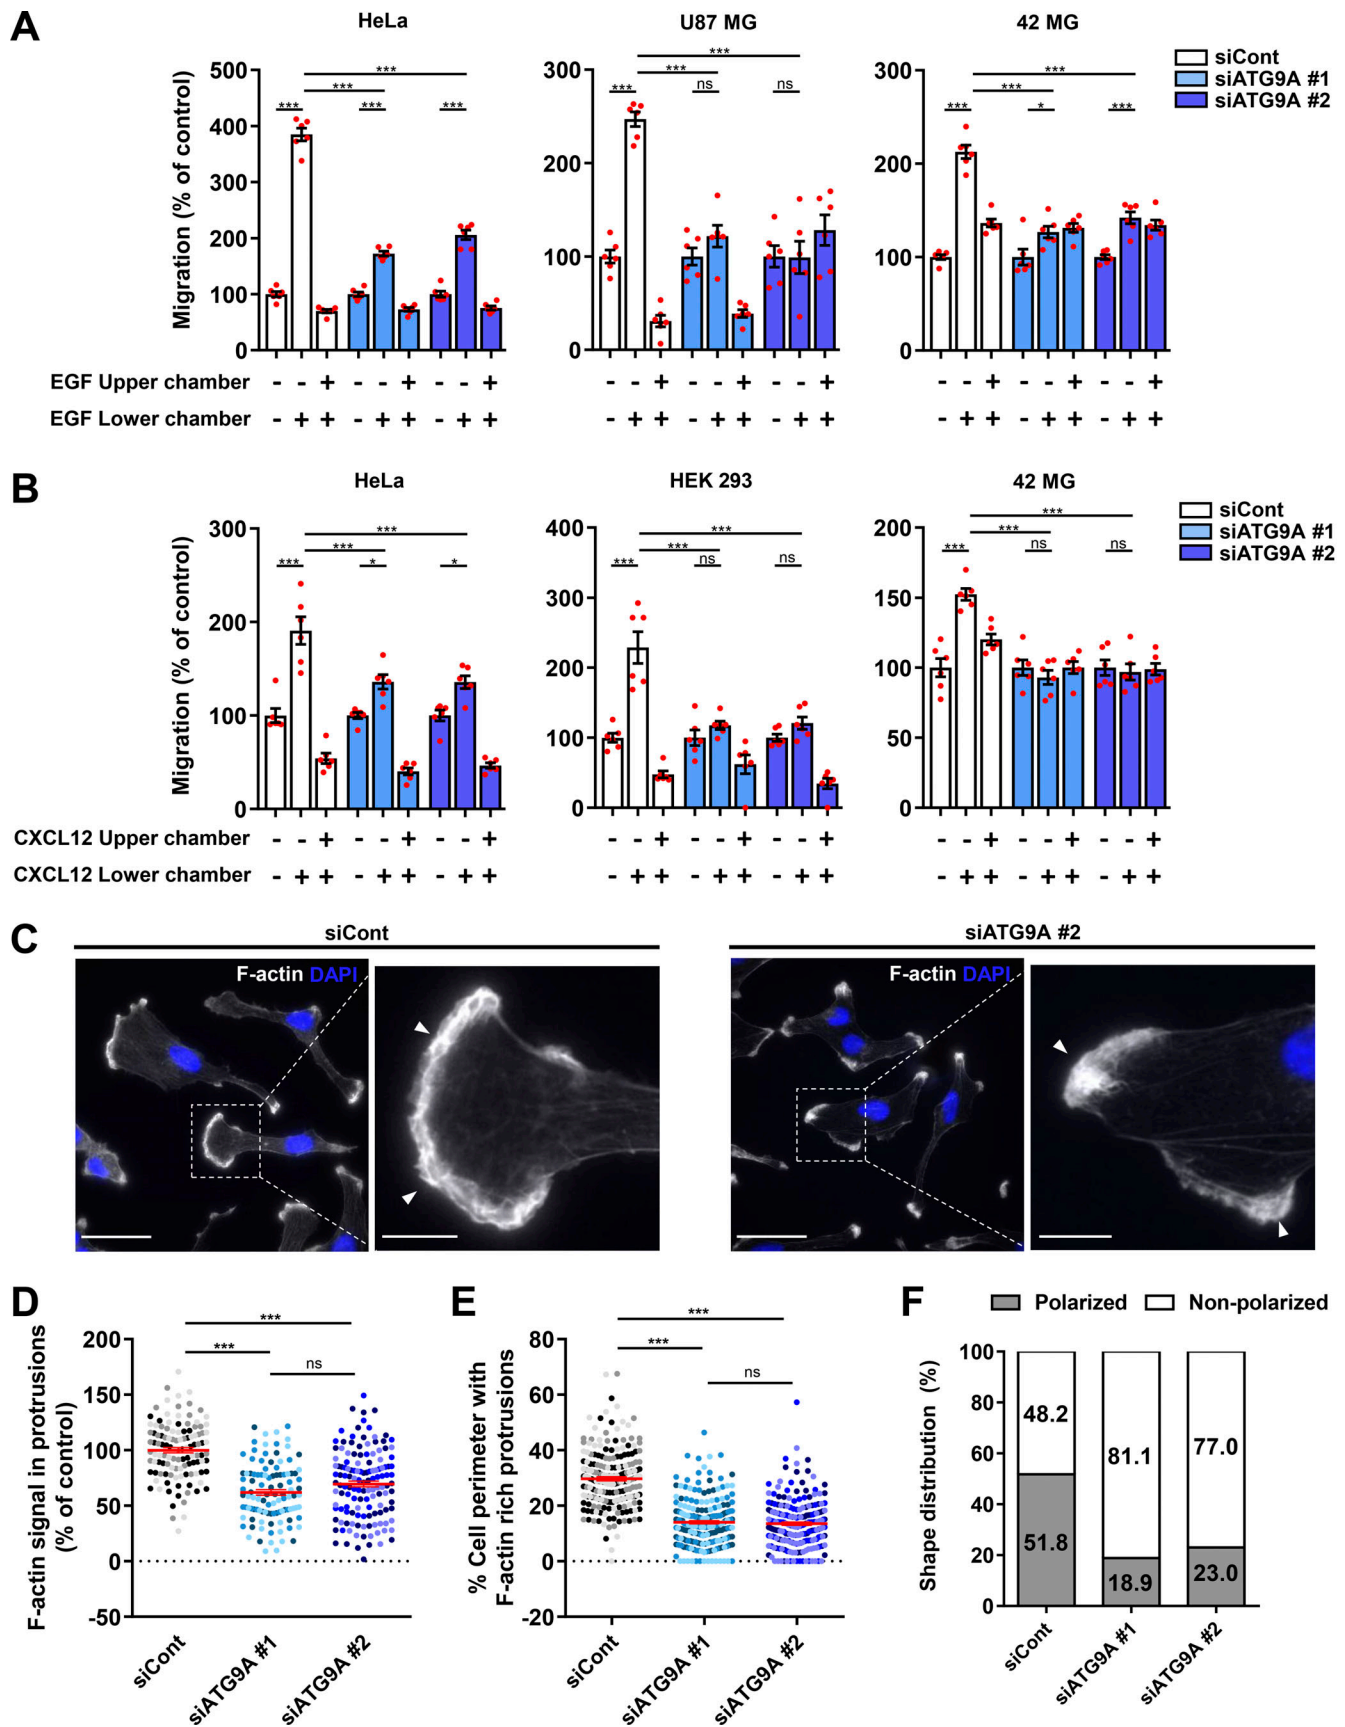 A
HeLa
U87 MG
42 MG
siCont
siATG9A #1
siATG9A #2
Migration (% of control)
500
400
300
200
100
0
300
200
100
0
300
200
100
0
*** *** *** *** ***
*** *** *** ns ns
*** *** *** * ***
EGF Upper chamber - - + - - + - - + - - + - - + - - + - - + - - + - - +
EGF Lower chamber - + + - + + - + + - + + - + + - + + - + + - + + - + +
B
HeLa
HEK 293
42 MG
siCont
siATG9A #1
siATG9A #2
Migration (% of control)
300
200
100
0
400
300
200
100
0
200
150
100
50
0
*** *** *** * *
*** *** *** ns ns
*** *** *** ns ns
CXCL12 Upper chamber - - + - - + - - + - - + - - + - - + - - + - - + - - +
CXCL12 Lower chamber - + + - + + - + + - + + - + + - + + - + + - + + - + +
C
siCont
siATG9A #2
F-actin DAPI
F-actin DAPI
D
F-actin signal in protrusions
(% of control)
200
150
100
50
0
-50
***
***
ns
siCont
siATG9A #1
siATG9A #2
E
% Cell perimeter with
F-actin rich protrusions
80
60
40
20
0
-20
***
***
ns
siCont
siATG9A #1
siATG9A #2
F
Polarized Non-polarized
Shape distribution (%)
100
80
60
40
20
0
48.2 81.1 77.0
51.8 18.9 23.0
siCont
siATG9A #1
siATG9A #2